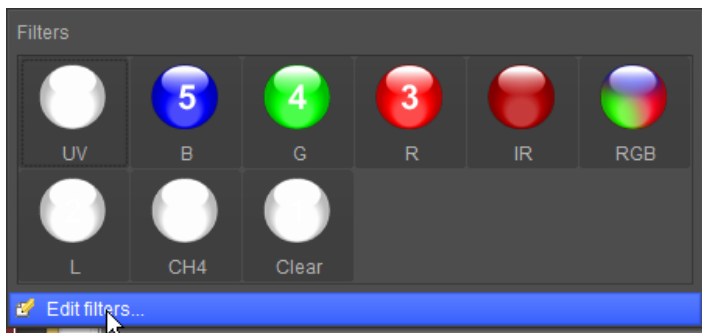 Filters
5 4 3
UV B G R IR RGB
L CH4 Clear
Edit filters...